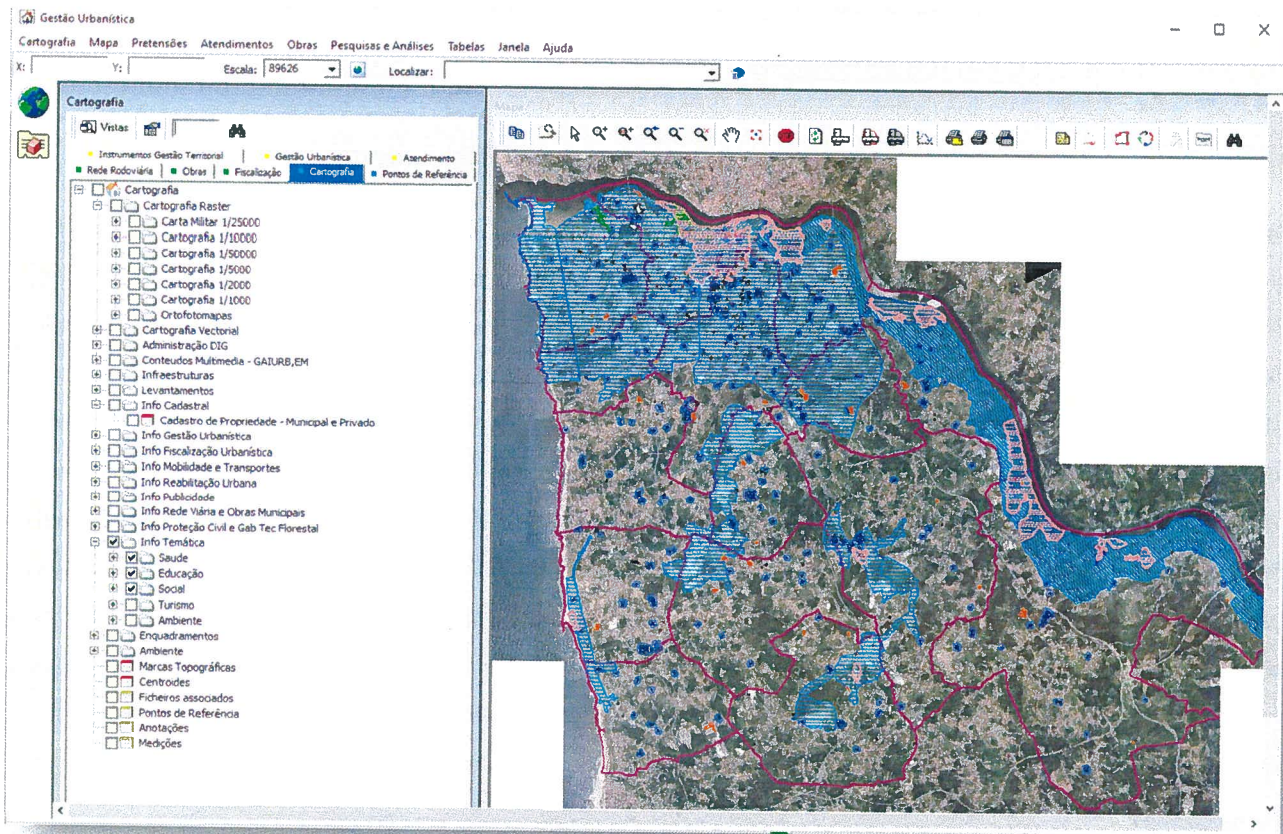 Gestão Urbanística
Cartografia Mapa Pretensões Atendimentos Obras Pesquisas e Análises Tabelas Janela Ajuda
X: Y: Escala: 89626 Localizar:
Cartografia
Vistas
Instrumentos Gestão Territorial Gestão Urbanística Atendimento
Rede Rodoviária Obras Fiscalização Cartografia Pontos de Referência
Cartografia
Cartografia Raster
Carta Militar 1/25000
Cartografia 1/10000
Cartografia 1/50000
Cartografia 1/5000
Cartografia 1/2000
Cartografia 1/1000
Ortofotomapas
Cartografia Vectorial
Administração DIG
Conteudos Multimedia - GAIURB,EM
Infraestruturas
Levantamentos
Info Cadastral
Cadastro de Propriedade - Municipal e Privado
Info Gestão Urbanística
Info Fiscalização Urbanística
Info Mobilidade e Transportes
Info Reabilitação Urbana
Info Publicidade
Info Rede Viária e Obras Municipais
Info Proteção Civil e Gab Tec Florestal
Info Temática
Saude
Educação
Social
Turismo
Ambiente
Enquadramentos
Ambiente
Marcas Topográficas
Centroides
Ficheiros associados
Pontos de Referência
Anotações
Medições